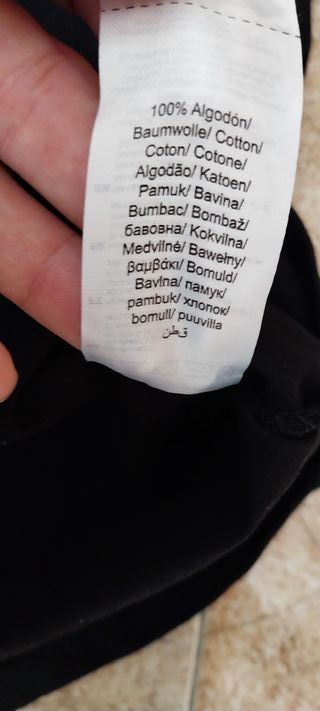 100% Algodón/
Baumwolle/ Cotton/
Coton/ Cotone/
Algodão/ Katoen/
Pamuk/ Bavina/
Bumbac/ Bombaž/
бавовна/ Kokvilna/
Medvilnė/ Bawełny/
βαμβάκι/ Bomuld/
Bavlna/ памук/
pambuk/ хлопок/
bomull/ puuvilla
قطن